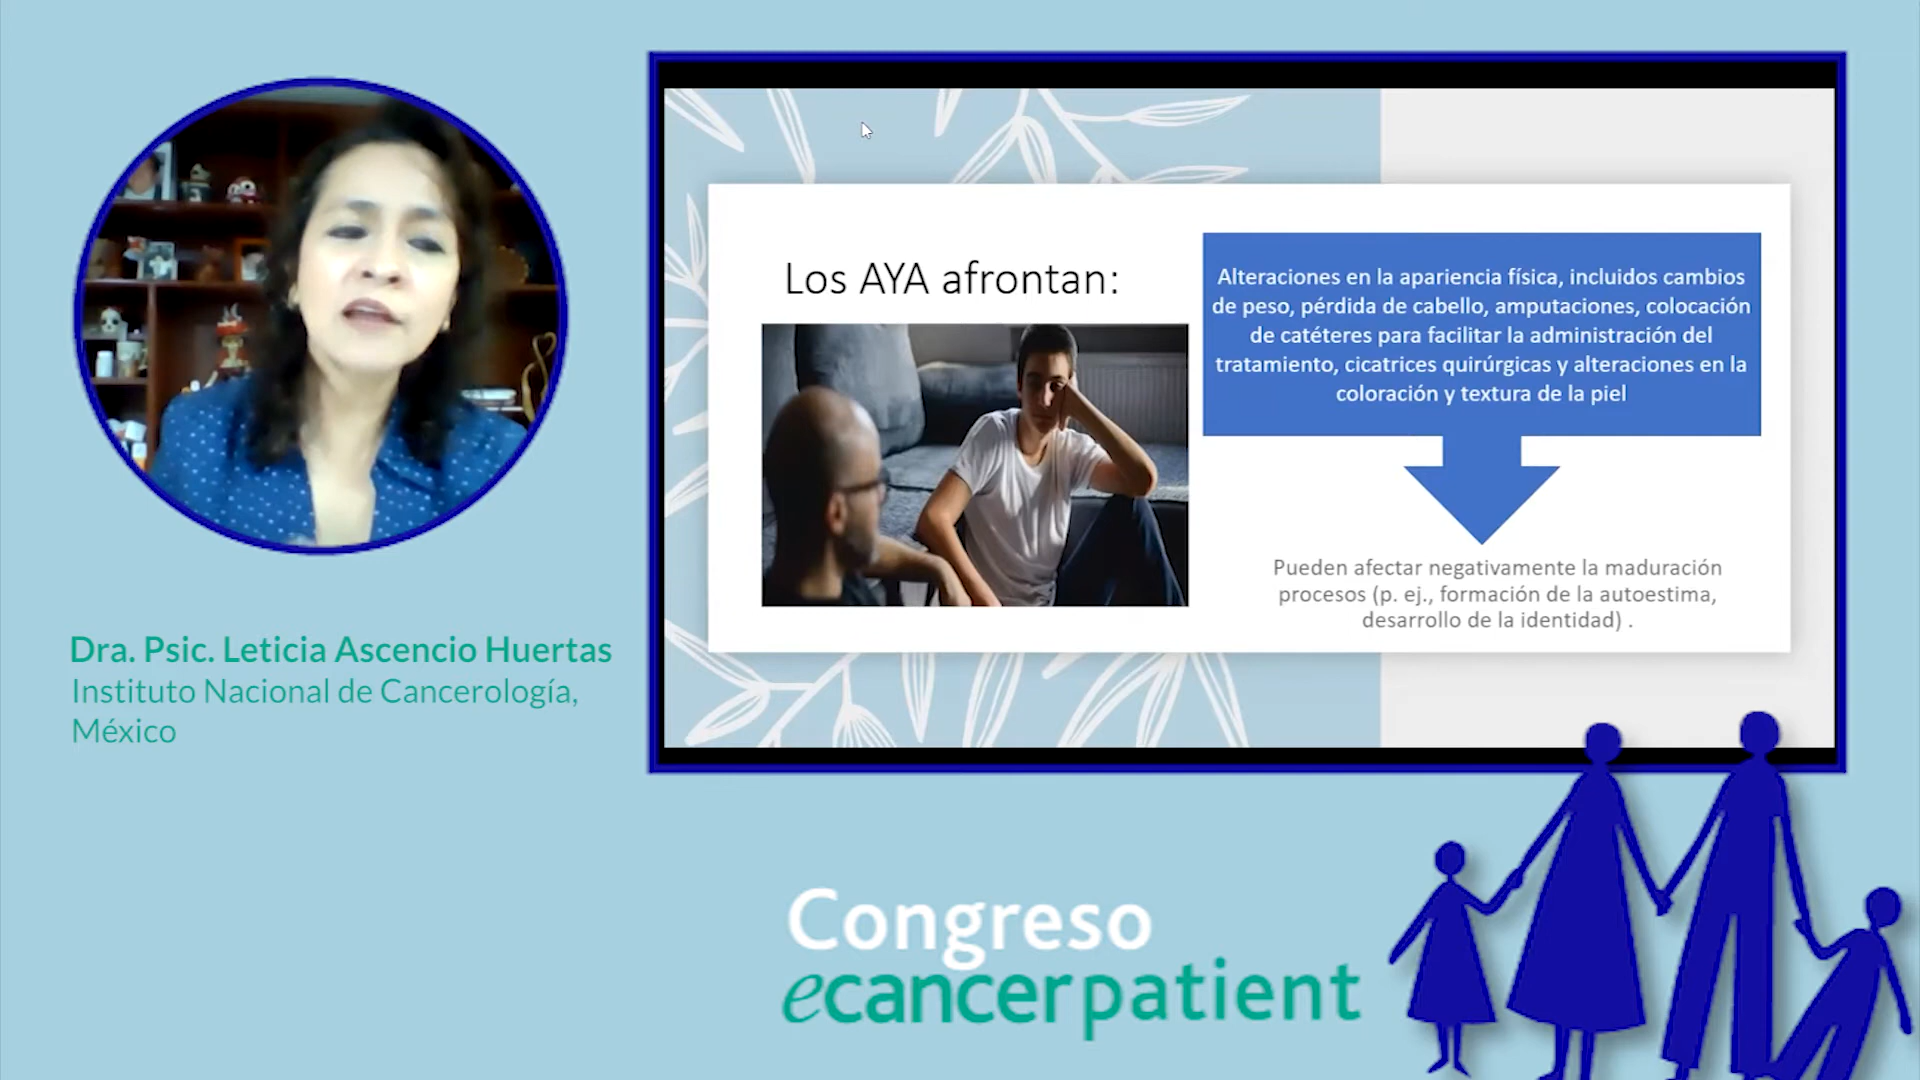 Los AYA afrontan:
Alteraciones en la apariencia física, incluidos cambios
de peso, pérdida de cabello, amputaciones, colocación
de catéteres para facilitar la administración del
tratamiento, cicatrices quirúrgicas y alteraciones en la
coloración y textura de la piel
Pueden afectar negativamente la maduración
procesos (p. ej., formación de la autoestima,
desarrollo de la identidad) .
Dra. Psic. Leticia Ascencio Huertas
Instituto Nacional de Cancerología,
México
Congreso
ecancerpatient